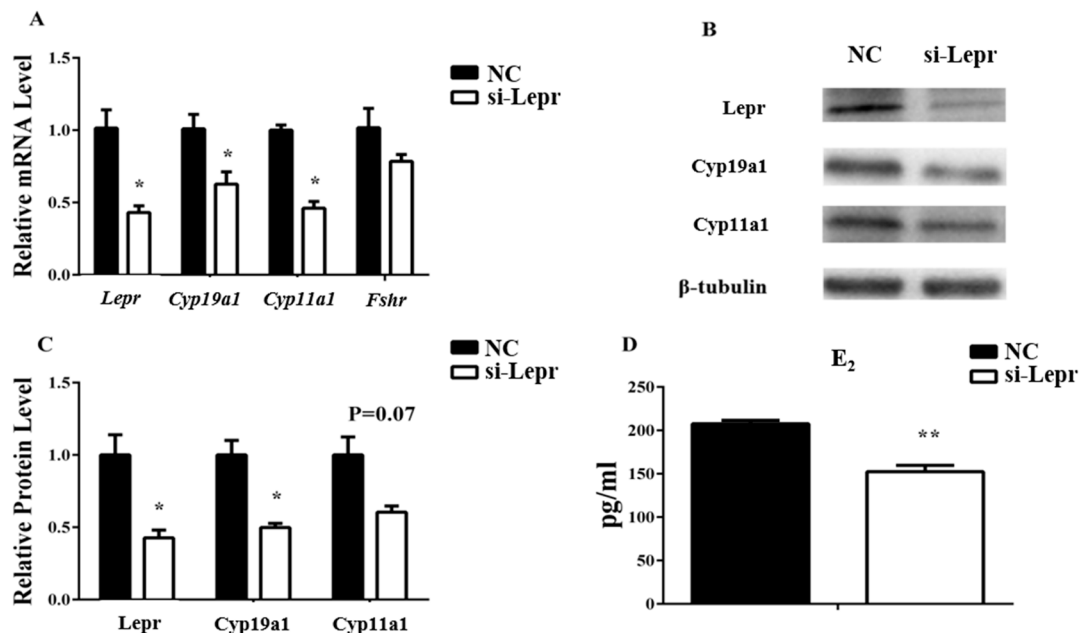 A
Relative mRNA Level
1.5
1.0
0.5
0.0
*
*
*
Lepr Cyp19a1 Cyp11a1 Fshr
NC
si-Lepr
B
NC si-Lepr
Lepr
Cyp19a1
Cyp11a1
β-tubulin
C
Relative Protein Level
1.5
1.0
0.5
0.0
*
*
P=0.07
Lepr Cyp19a1 Cyp11a1
NC
si-Lepr
D
E₂
pg/ml
250
200
150
100
50
0
**
NC
si-Lepr